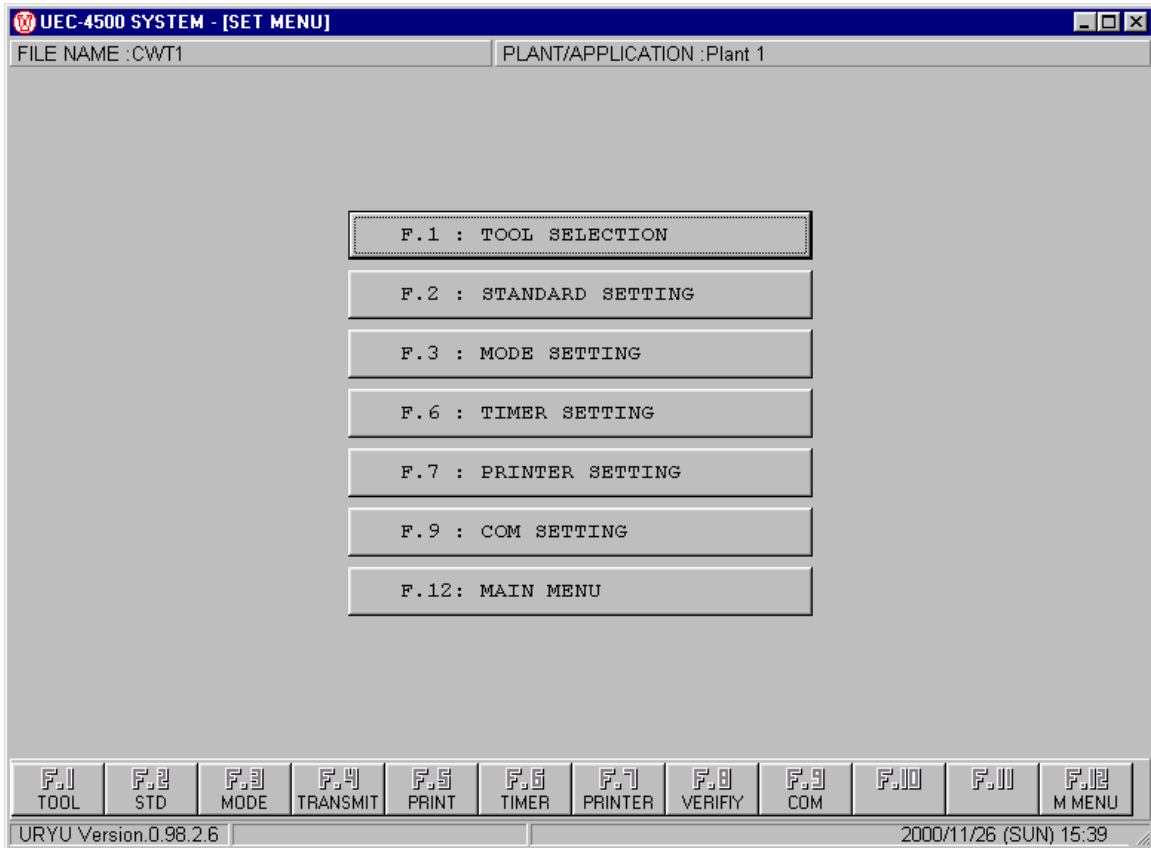 UEC-4500 SYSTEM - [SET MENU]
FILE NAME :CWT1 PLANT/APPLICATION :Plant 1
F.1 : TOOL SELECTION
F.2 : STANDARD SETTING
F.3 : MODE SETTING
F.6 : TIMER SETTING
F.7 : PRINTER SETTING
F.9 : COM SETTING
F.12: MAIN MENU
F.1 F.2 F.3 F.4 F.5 F.6 F.7 F.8 F.9 F.10 F.11 F.12
TOOL STD MODE TRANSMIT PRINT TIMER PRINTER VERIFIY COM M MENU
URYU Version.0.98.2.6 2000/11/26 (SUN) 15:39